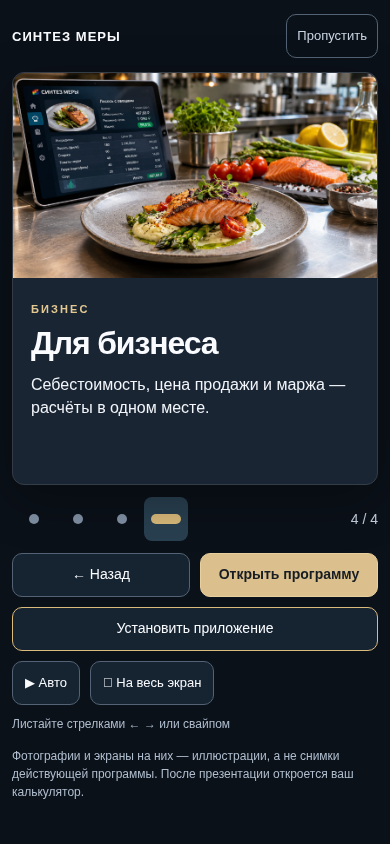 СИНТЕЗ МЕРЫ
Пропустить
СИНТЕЗ МЕРЫ
БИЗНЕС
Для бизнеса
Себестоимость, цена продажи и маржа —
расчёты в одном месте.
4 / 4
← Назад
Открыть программу
Установить приложение
▶ Авто
На весь экран
Листайте стрелками ← → или свайпом
Фотографии и экраны на них — иллюстрации, а не снимки
действующей программы. После презентации откроется ваш
калькулятор.